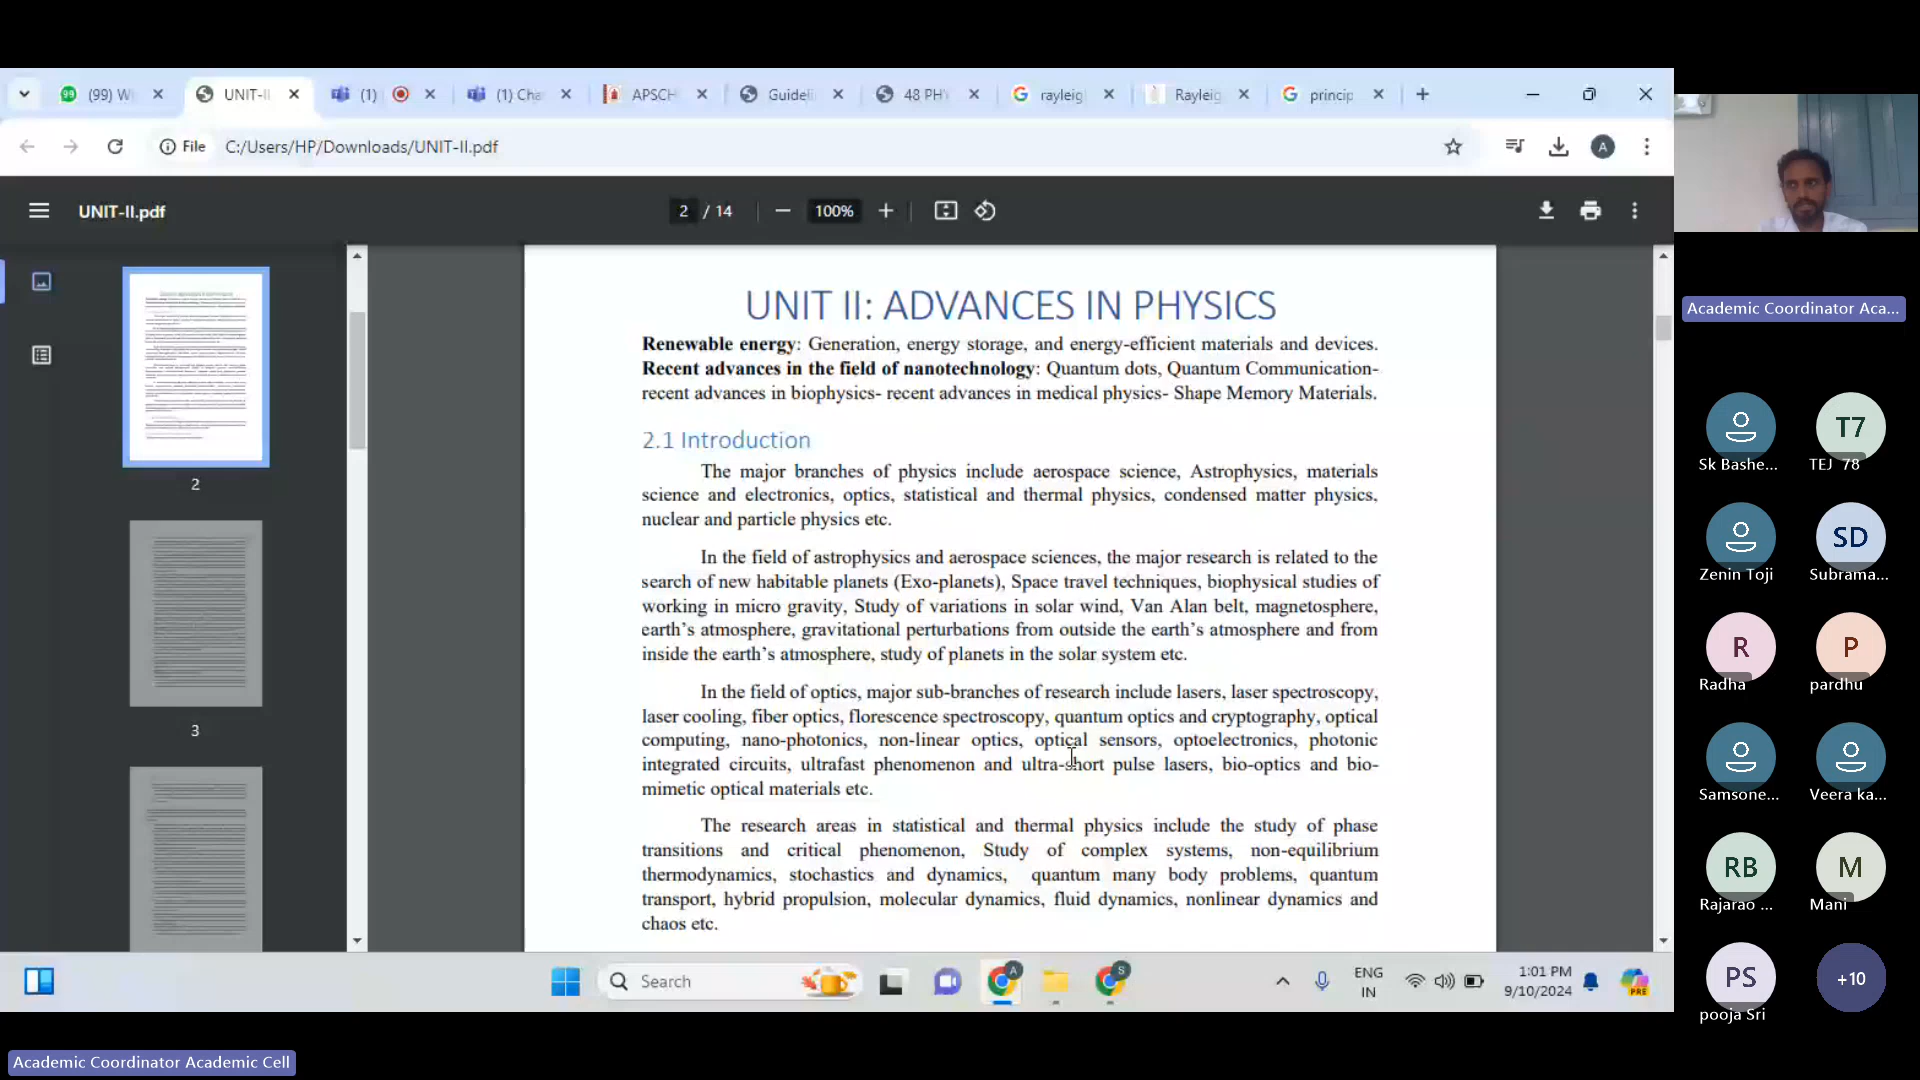 (99) W
UNIT-II
(1)
(1) Cha
APSCH
Guideli
48 PHY
rayleig
Rayleig
princip
File
C:/Users/HP/Downloads/UNIT-II.pdf
A
UNIT-II.pdf
2 / 14
100%
2
3
UNIT II: ADVANCES IN PHYSICS
Renewable energy: Generation, energy storage, and energy-efficient materials and devices.
Recent advances in the field of nanotechnology: Quantum dots, Quantum Communication-
recent advances in biophysics- recent advances in medical physics- Shape Memory Materials.
2.1 Introduction
The major branches of physics include aerospace science, Astrophysics, materials
science and electronics, optics, statistical and thermal physics, condensed matter physics,
nuclear and particle physics etc.
In the field of astrophysics and aerospace sciences, the major research is related to the
search of new habitable planets (Exo-planets), Space travel techniques, biophysical studies of
working in micro gravity, Study of variations in solar wind, Van Alan belt, magnetosphere,
earth's atmosphere, gravitational perturbations from outside the earth's atmosphere and from
inside the earth's atmosphere, study of planets in the solar system etc.
In the field of optics, major sub-branches of research include lasers, laser spectroscopy,
laser cooling, fiber optics, florescence spectroscopy, quantum optics and cryptography, optical
computing, nano-photonics, non-linear optics, optical sensors, optoelectronics, photonic
integrated circuits, ultrafast phenomenon and ultra-short pulse lasers, bio-optics and bio-
mimetic optical materials etc.
The research areas in statistical and thermal physics include the study of phase
transitions and critical phenomenon, Study of complex systems, non-equilibrium
thermodynamics, stochastics and dynamics, quantum many body problems, quantum
transport, hybrid propulsion, molecular dynamics, fluid dynamics, nonlinear dynamics and
chaos etc.
Academic Coordinator Aca...
Sk Bashe...
T7
TEJ 78
Zenin Toji
SD
Subrama...
R
Radha
P
pardhu
Samsone...
Veera ka...
RB
Rajarao ...
M
Mani
PS
pooja Sri
+10
Search
A
S
ENG
IN
1:01 PM
9/10/2024
PRE
Academic Coordinator Academic Cell